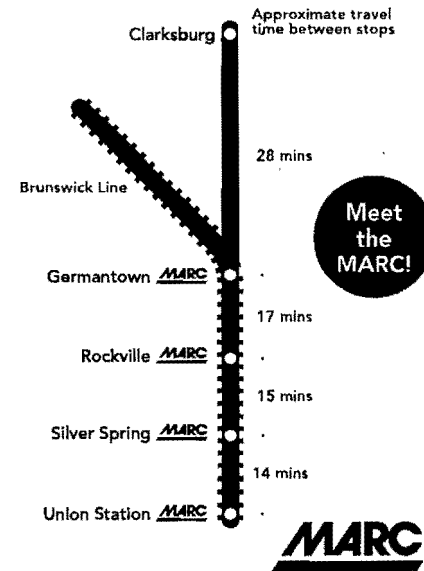 Approximate travel
time between stops
Clarksburg
28 mins
Brunswick Line
Meet
the
MARC!
Germantown MARC
17 mins
Rockville MARC
15 mins
Silver Spring MARC
14 mins
Union Station MARC
MARC